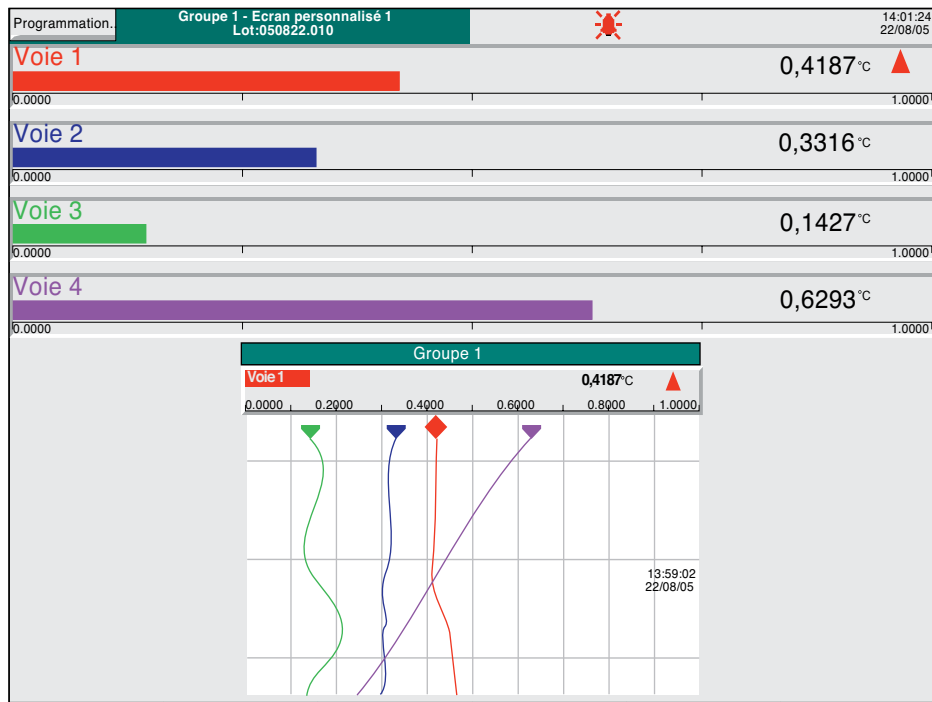 Programmation..
Groupe 1 - Ecran personnalisé 1
Lot:050822.010
14:01:24
22/08/05
Voie 1
0,4187°C
0.0000 1.0000
Voie 2
0,3316°C
0.0000 1.0000
Voie 3
0,1427°C
0.0000 1.0000
Voie 4
0,6293°C
0.0000 1.0000
Groupe 1
Voie 1 0,4187°C
0.0000 0.2000 0.4000 0.6000 0.8000 1.0000
13:59:02
22/08/05